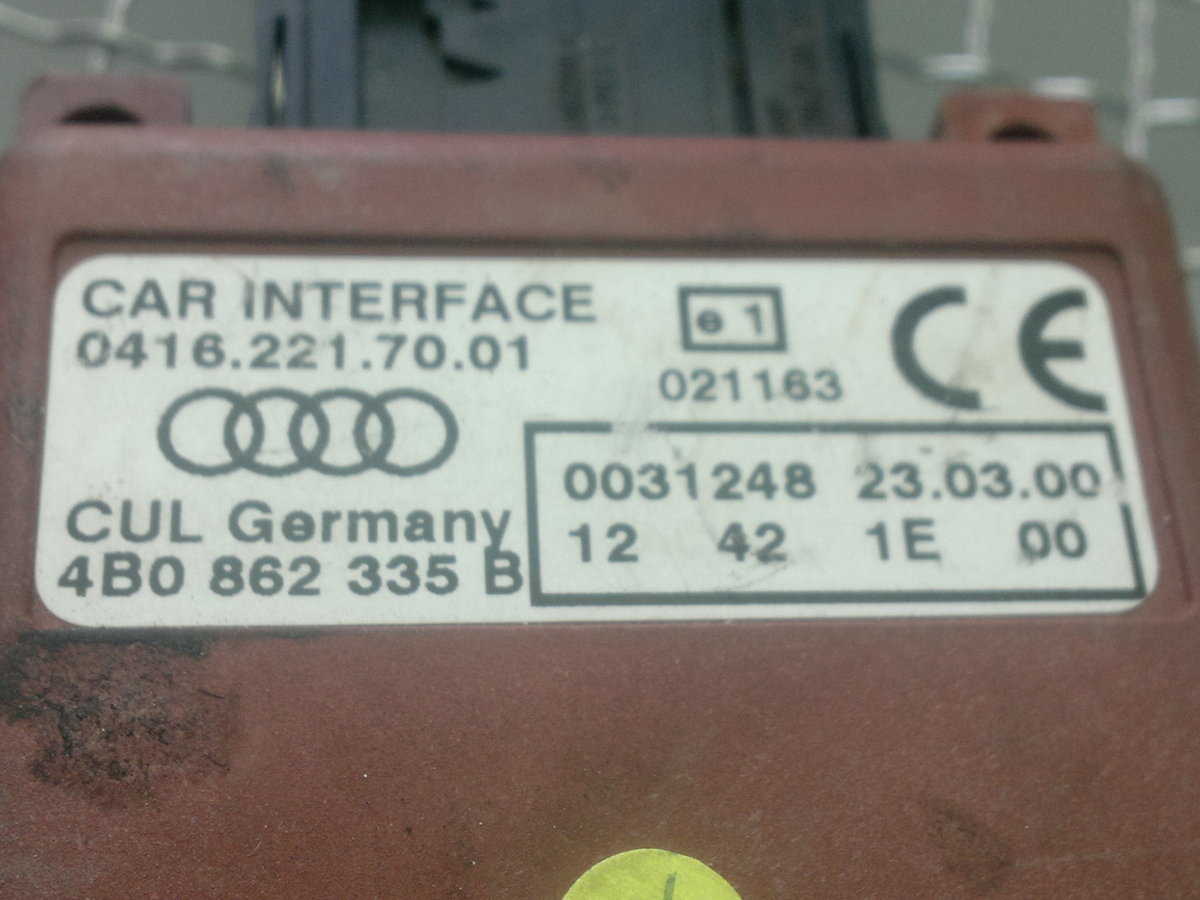 CAR INTERFACE
0416.221.70.01
e 1
021163
CE
CUL Germany
4B0 862 335 B
0031248 23.03.00
12 42 1E 00